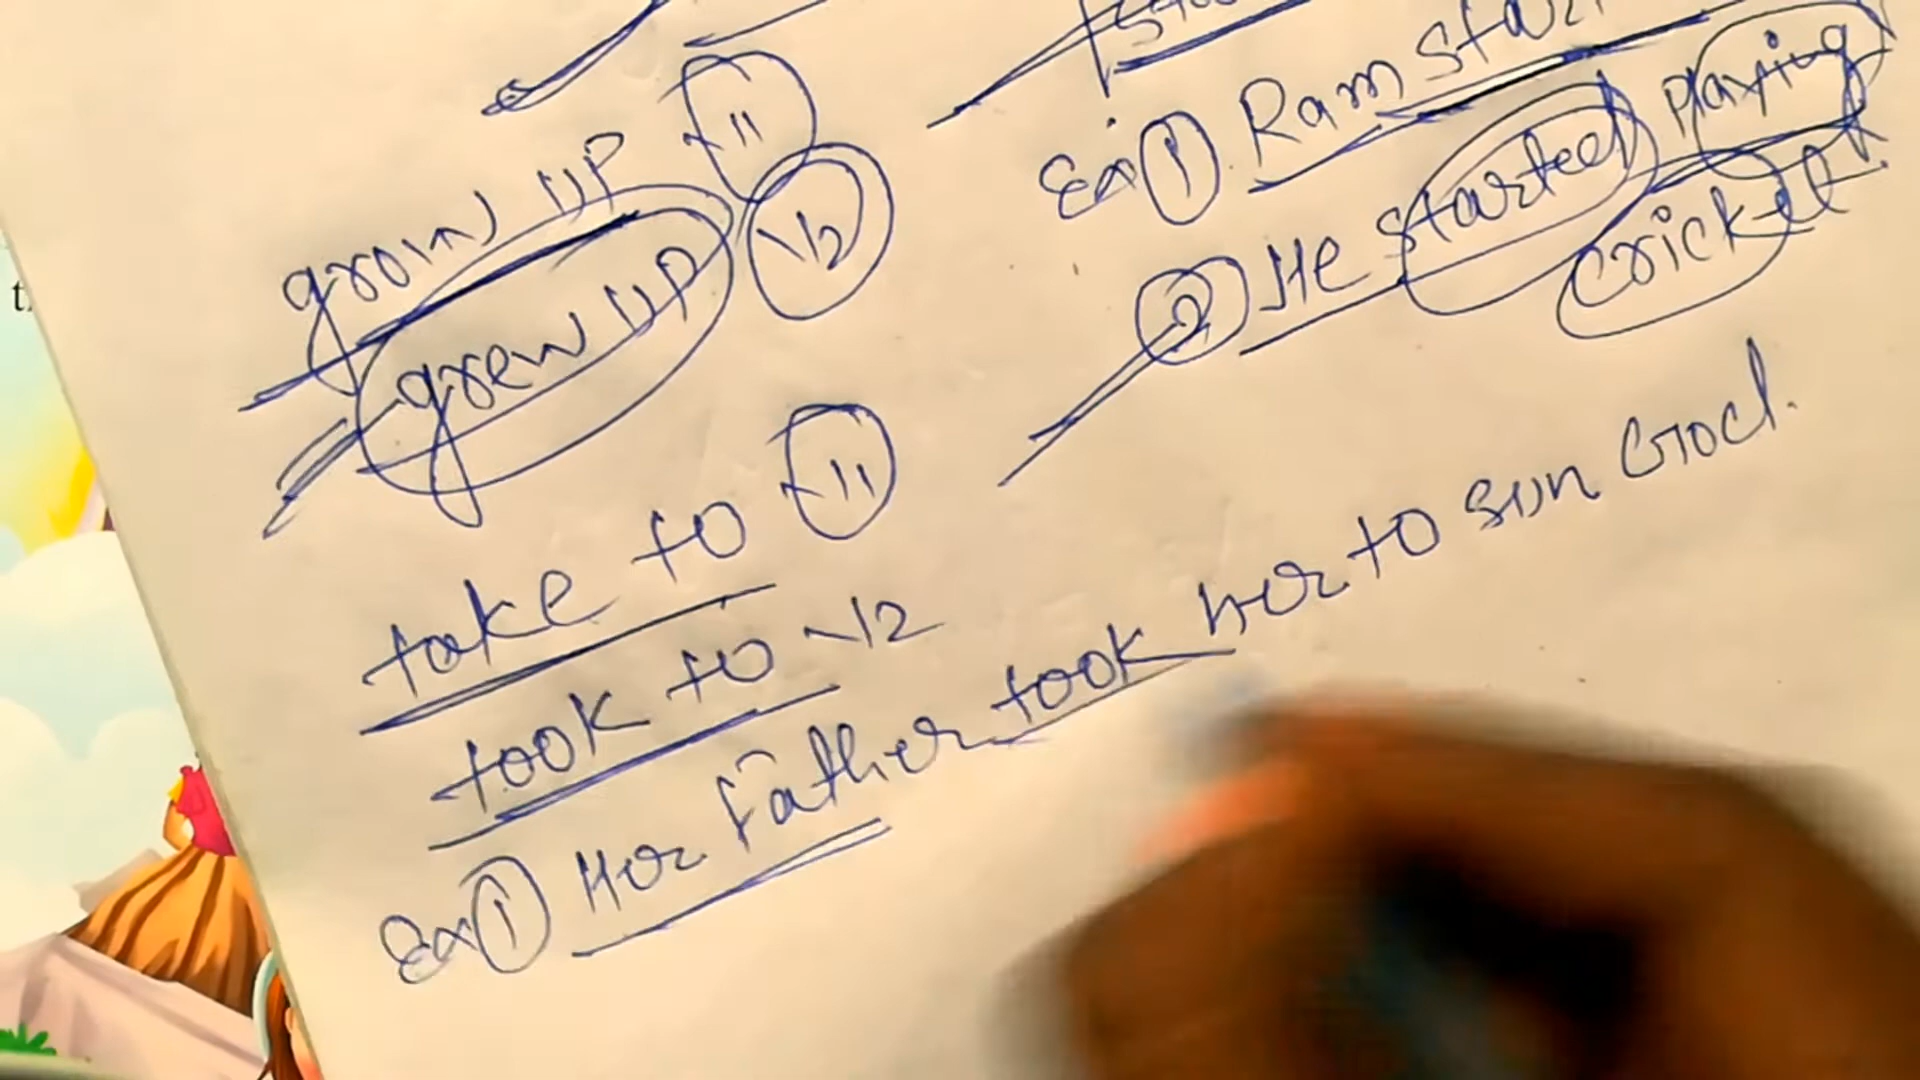 grow UP V1
grew UP V2
take to V1
took to V2
Ex ① Her Father took her to sun God.
Ex ① Ram star
② He started playing
cricket